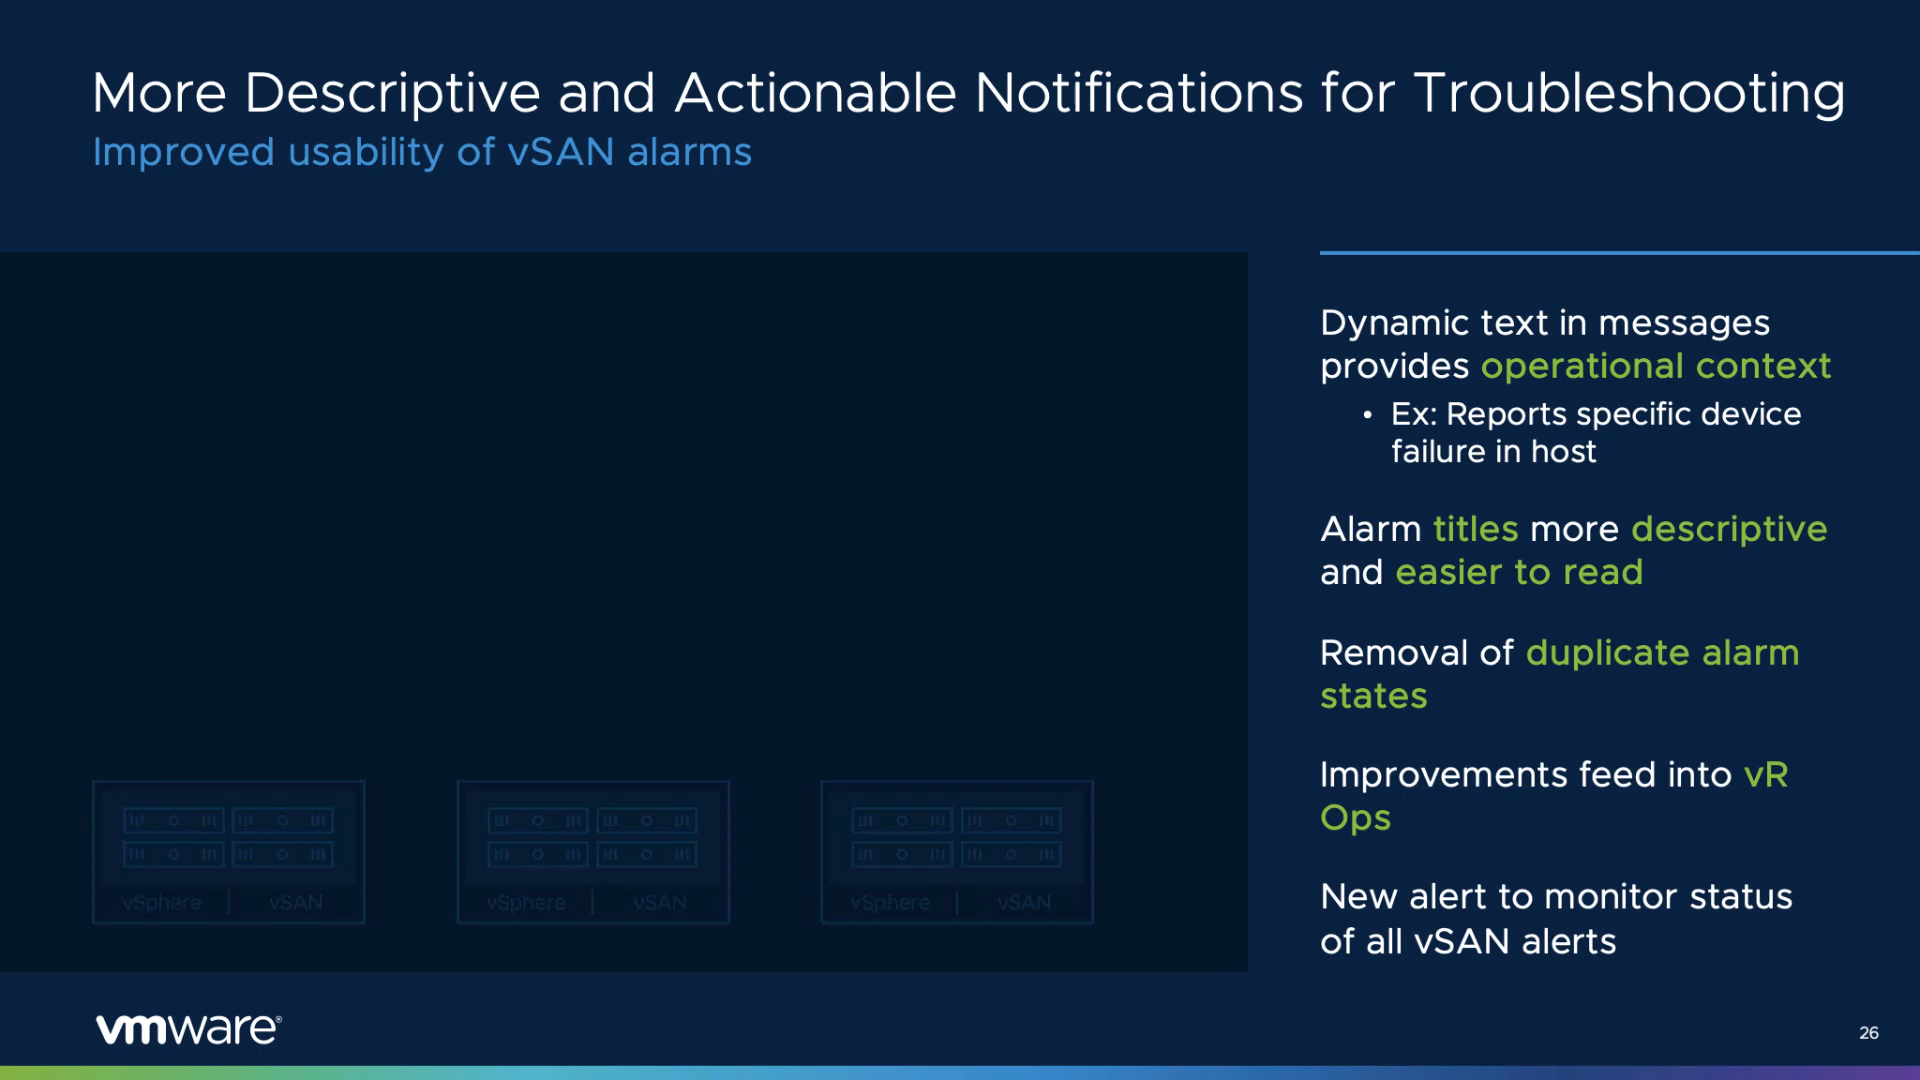 More Descriptive and Actionable Notifications for Troubleshooting
Improved usability of vSAN alarms
Dynamic text in messages
provides operational context
• Ex: Reports specific device
failure in host
Alarm titles more descriptive
and easier to read
Removal of duplicate alarm
states
Improvements feed into vR
Ops
New alert to monitor status
of all vSAN alerts
vSphere | vSAN
vSphere | vSAN
vSphere | vSAN
vmware®
26